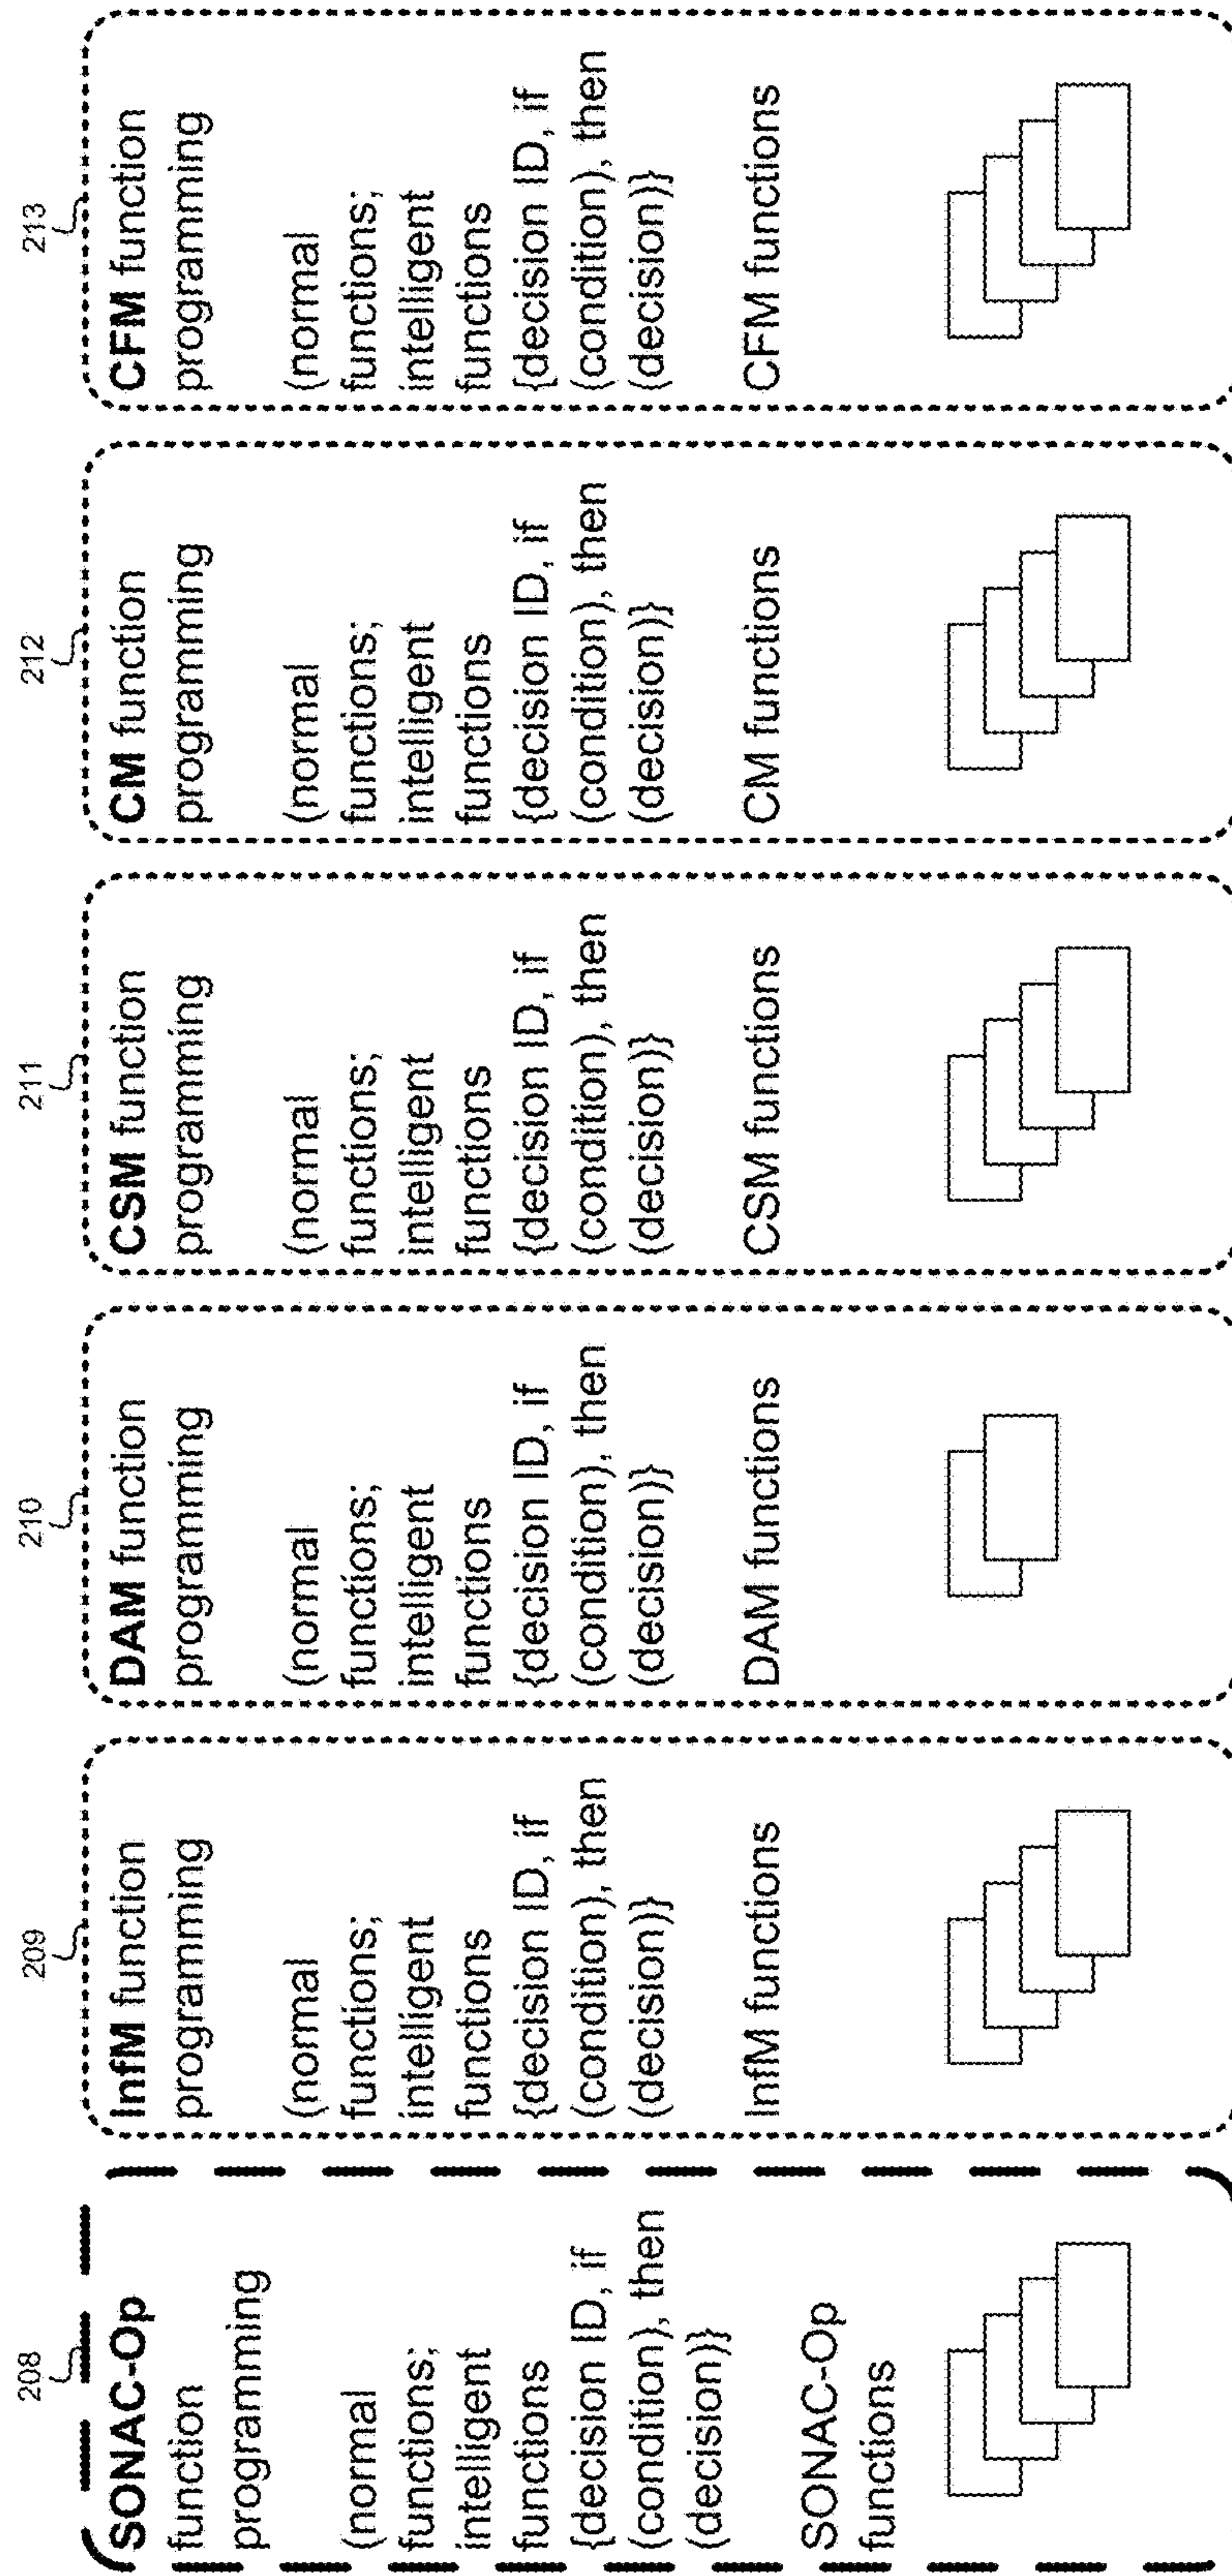 208
SONAC-Op
function
programming
(normal
functions;
intelligent
functions
{decision ID, if
(condition), then
(decision)}
SONAC-Op
functions
209
InfM function
programming
(normal
functions;
intelligent
functions
{decision ID, if
(condition), then
(decision)}
InfM functions
210
DAM function
programming
(normal
functions;
intelligent
functions
{decision ID, if
(condition), then
(decision)}
DAM functions
211
CSM function
programming
(normal
functions;
intelligent
functions
{decision ID, if
(condition), then
(decision)}
CSM functions
212
CM function
programming
(normal
functions;
intelligent
functions
{decision ID, if
(condition), then
(decision)}
CM functions
213
CFM function
programming
(normal
functions;
intelligent
functions
{decision ID, if
(condition), then
(decision)}
CFM functions